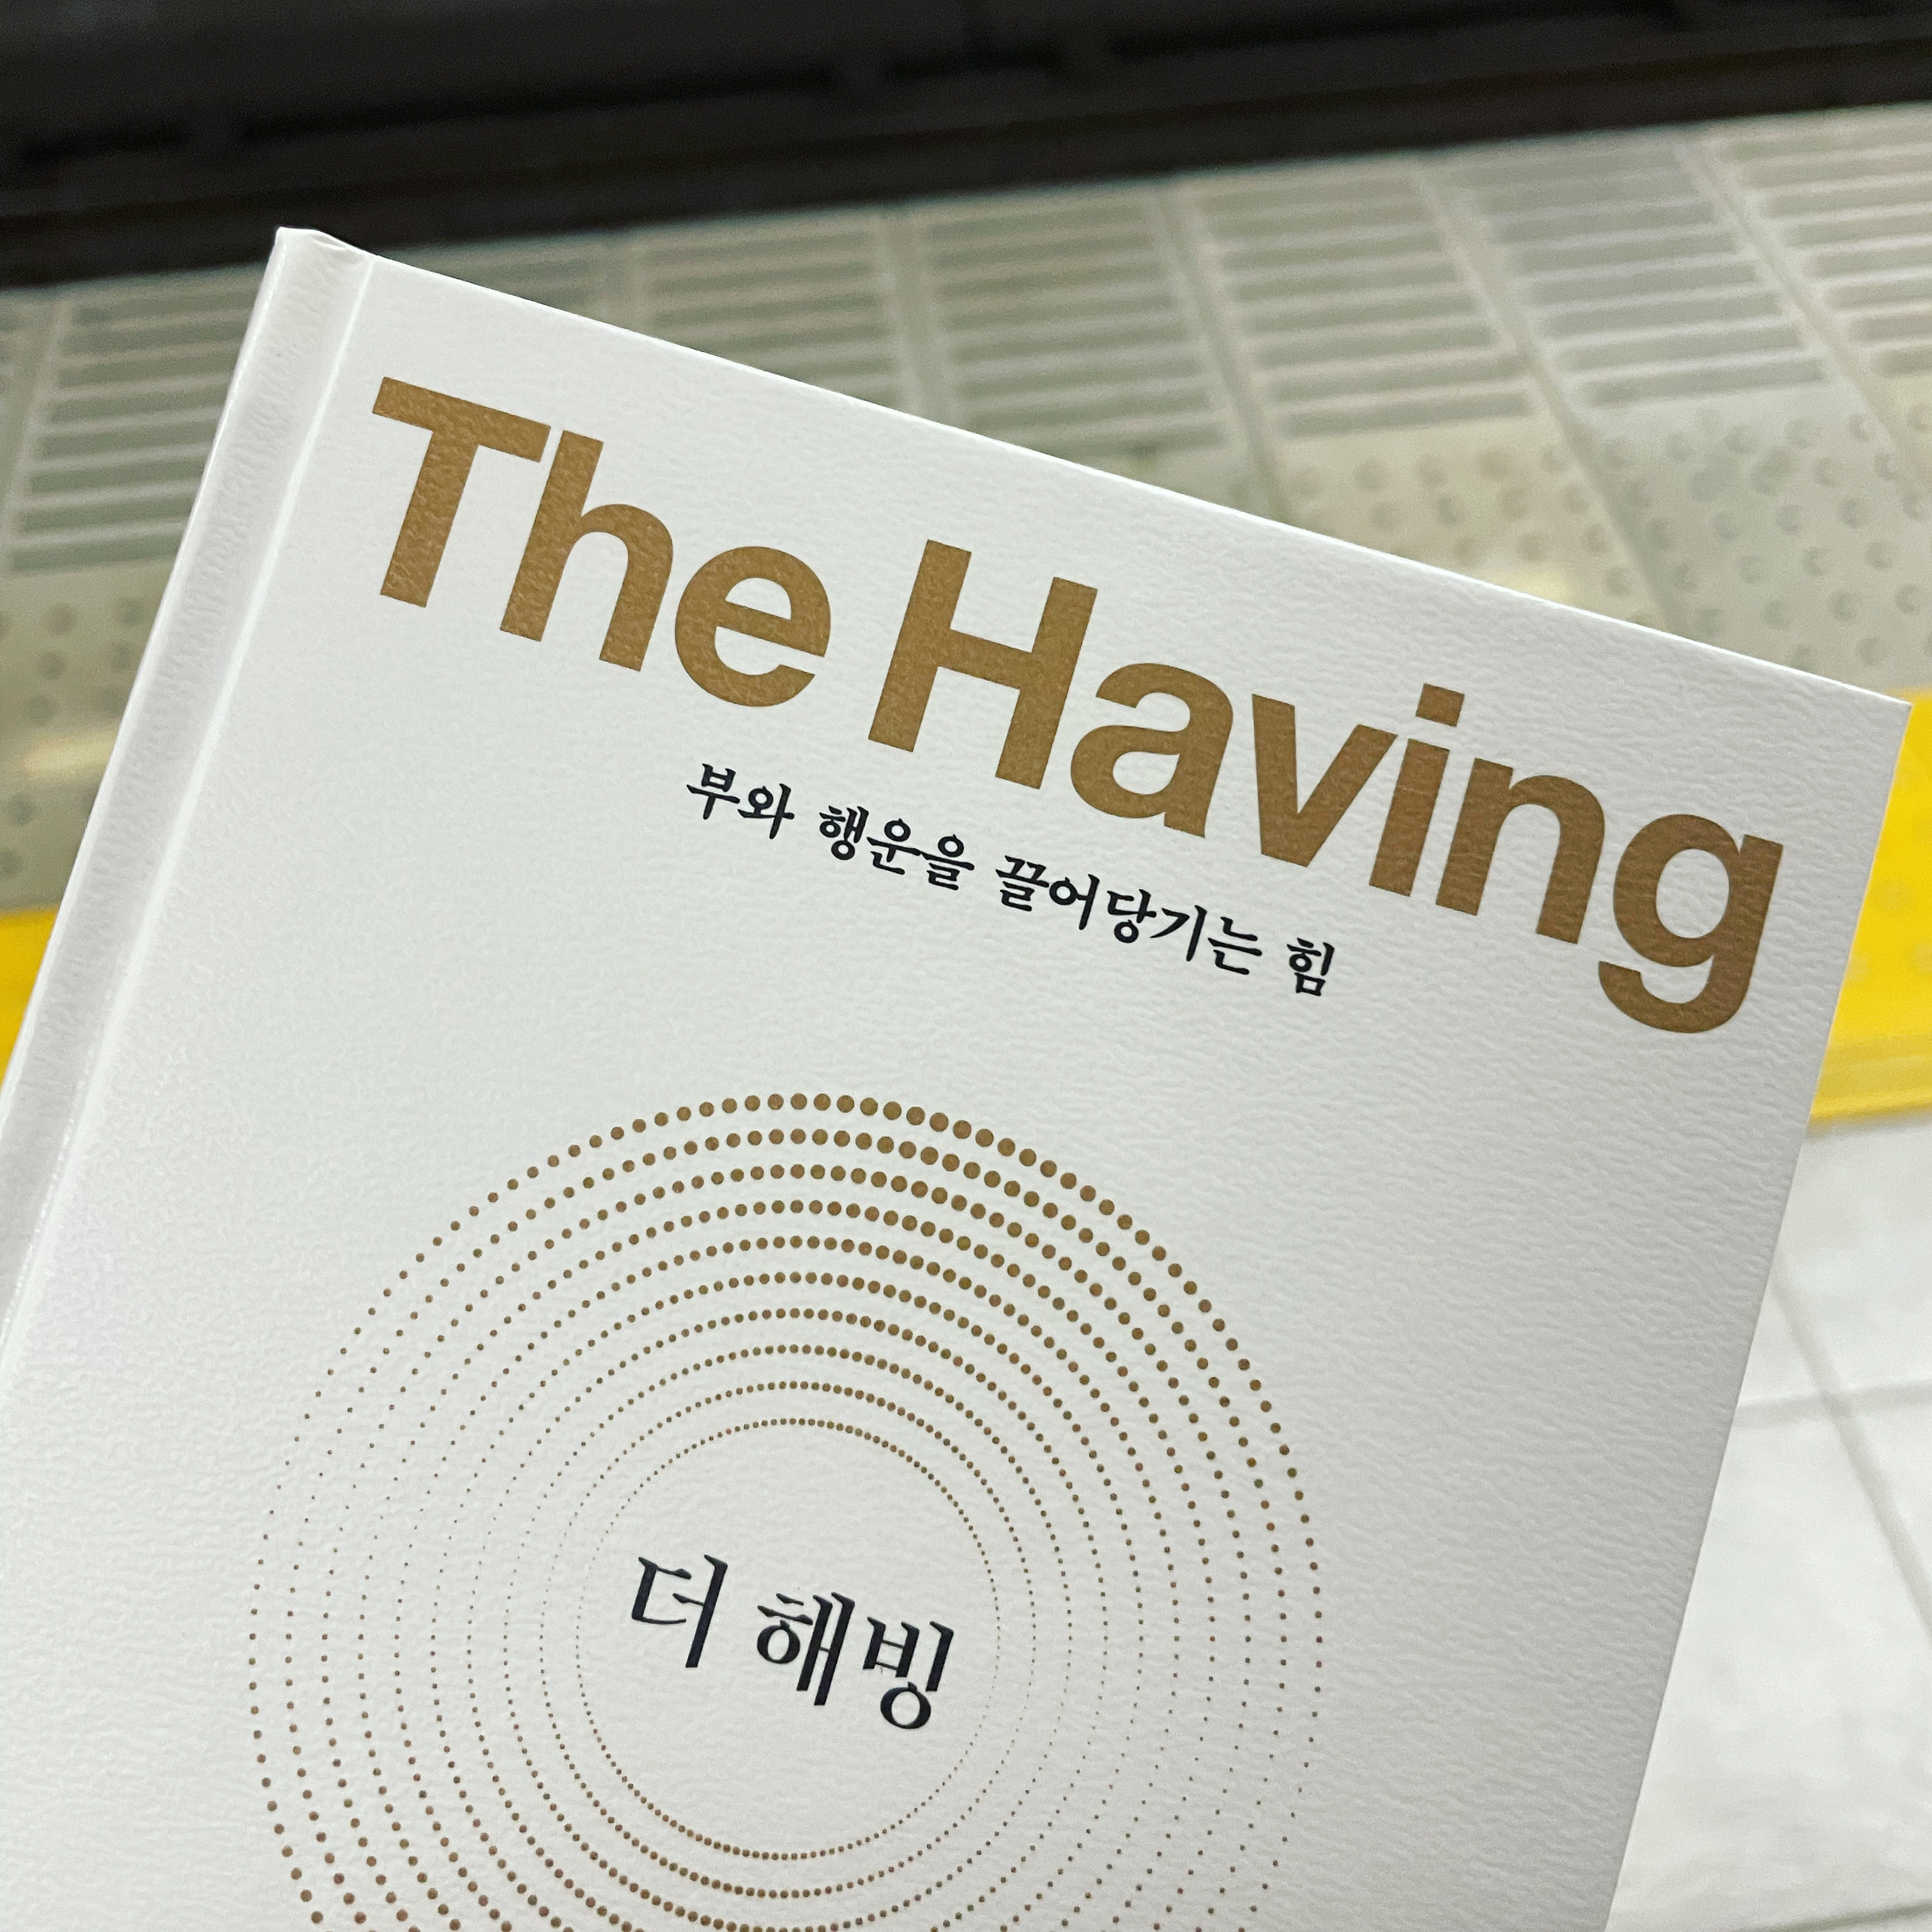 The Having
부와 행운을 끌어당기는 힘
더 해빙